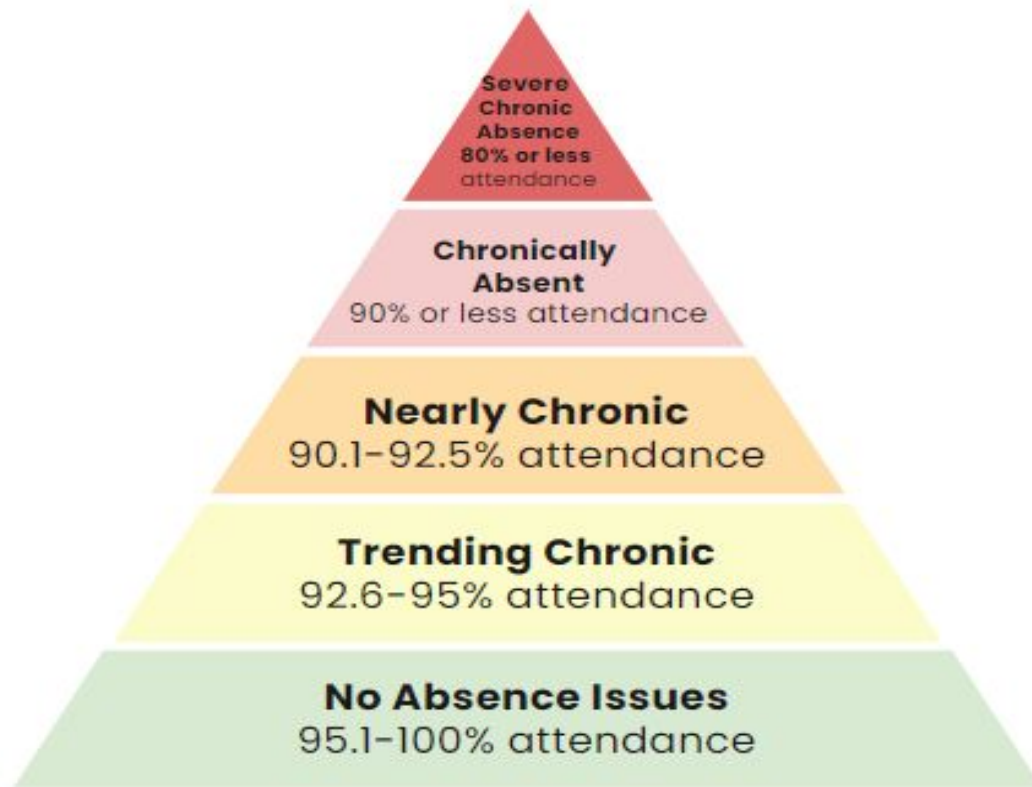 Severe
Chronic
Absence
80% or less
attendance
Chronically
Absent
90% or less attendance
Nearly Chronic
90.1-92.5% attendance
Trending Chronic
92.6-95% attendance
No Absence Issues
95.1-100% attendance